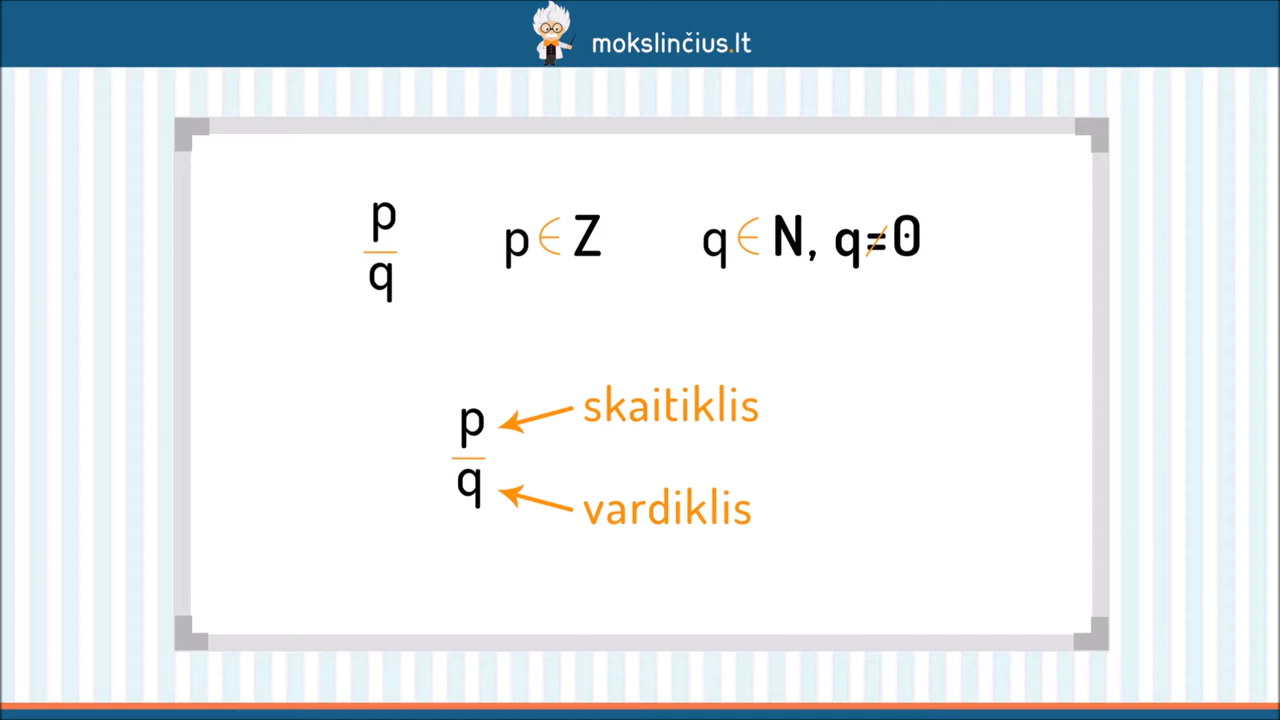 mokslinčius.lt
p/q p ∈ Z q ∈ N, q≠0
p skaitiklis
q vardiklis